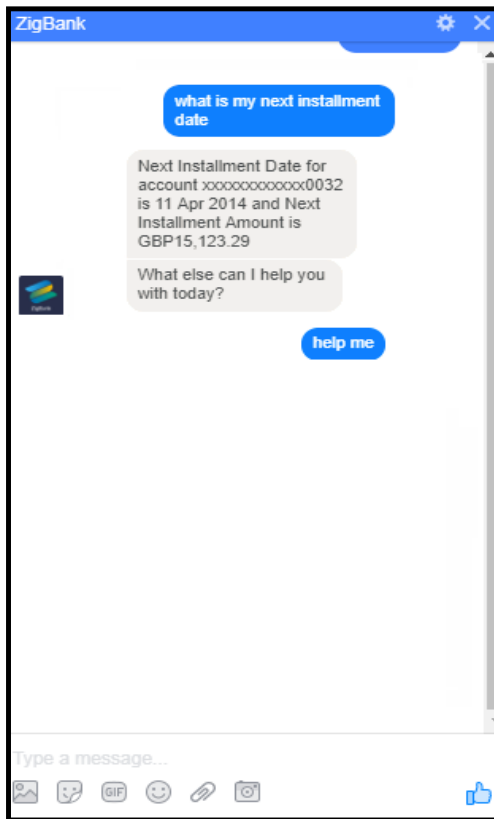 ZigBank
what is my next installment
date
Next Installment Date for
account xxxxxxxxxxxx0032
is 11 Apr 2014 and Next
Installment Amount is
GBP15,123.29
What else can I help you
with today?
ZigBank
help me
Type a message...
GIF